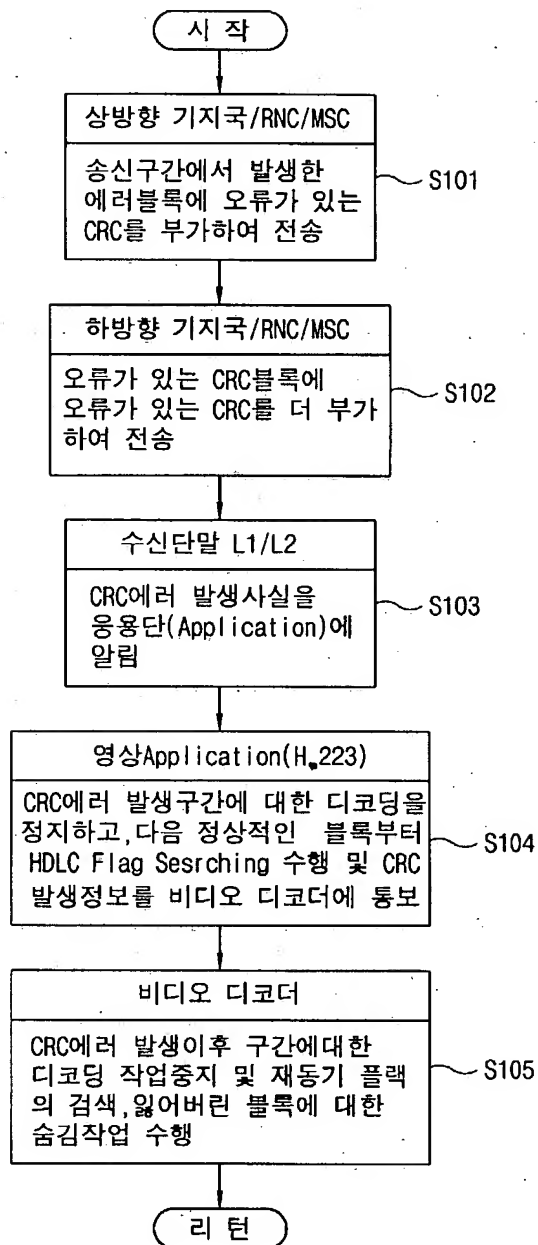 시 작
상방향 기지국/RNC/MSC
송신구간에서 발생한
에러블록에 오류가 있는
CRC를 부가하여 전송
S101
하방향 기지국/RNC/MSC
오류가 있는 CRC블록에
오류가 있는 CRC를 더 부가
하여 전송
S102
수신단말 L1/L2
CRC에러 발생사실을
응용단(Application)에
알림
S103
영상Application(H.223)
CRC에러 발생구간에 대한 디코딩을
정지하고,다음 정상적인 블록부터
HDLC Flag Sesrching 수행 및 CRC
발생정보를 비디오 디코더에 통보
S104
비디오 디코더
CRC에러 발생이후 구간에대한
디코딩 작업중지 및 재동기 플랙
의 검색,잃어버린 블록에 대한
숨김작업 수행
S105
리 턴